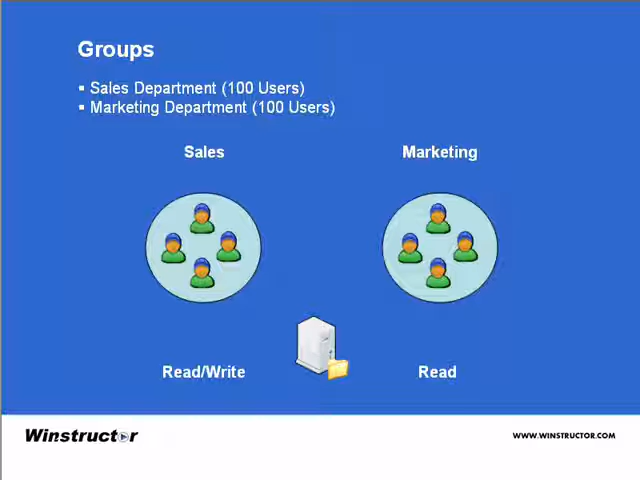 Groups
▪ Sales Department (100 Users)
▪ Marketing Department (100 Users)
Sales Marketing
Read/Write Read
Winstructor WWW.WINSTRUCTOR.COM